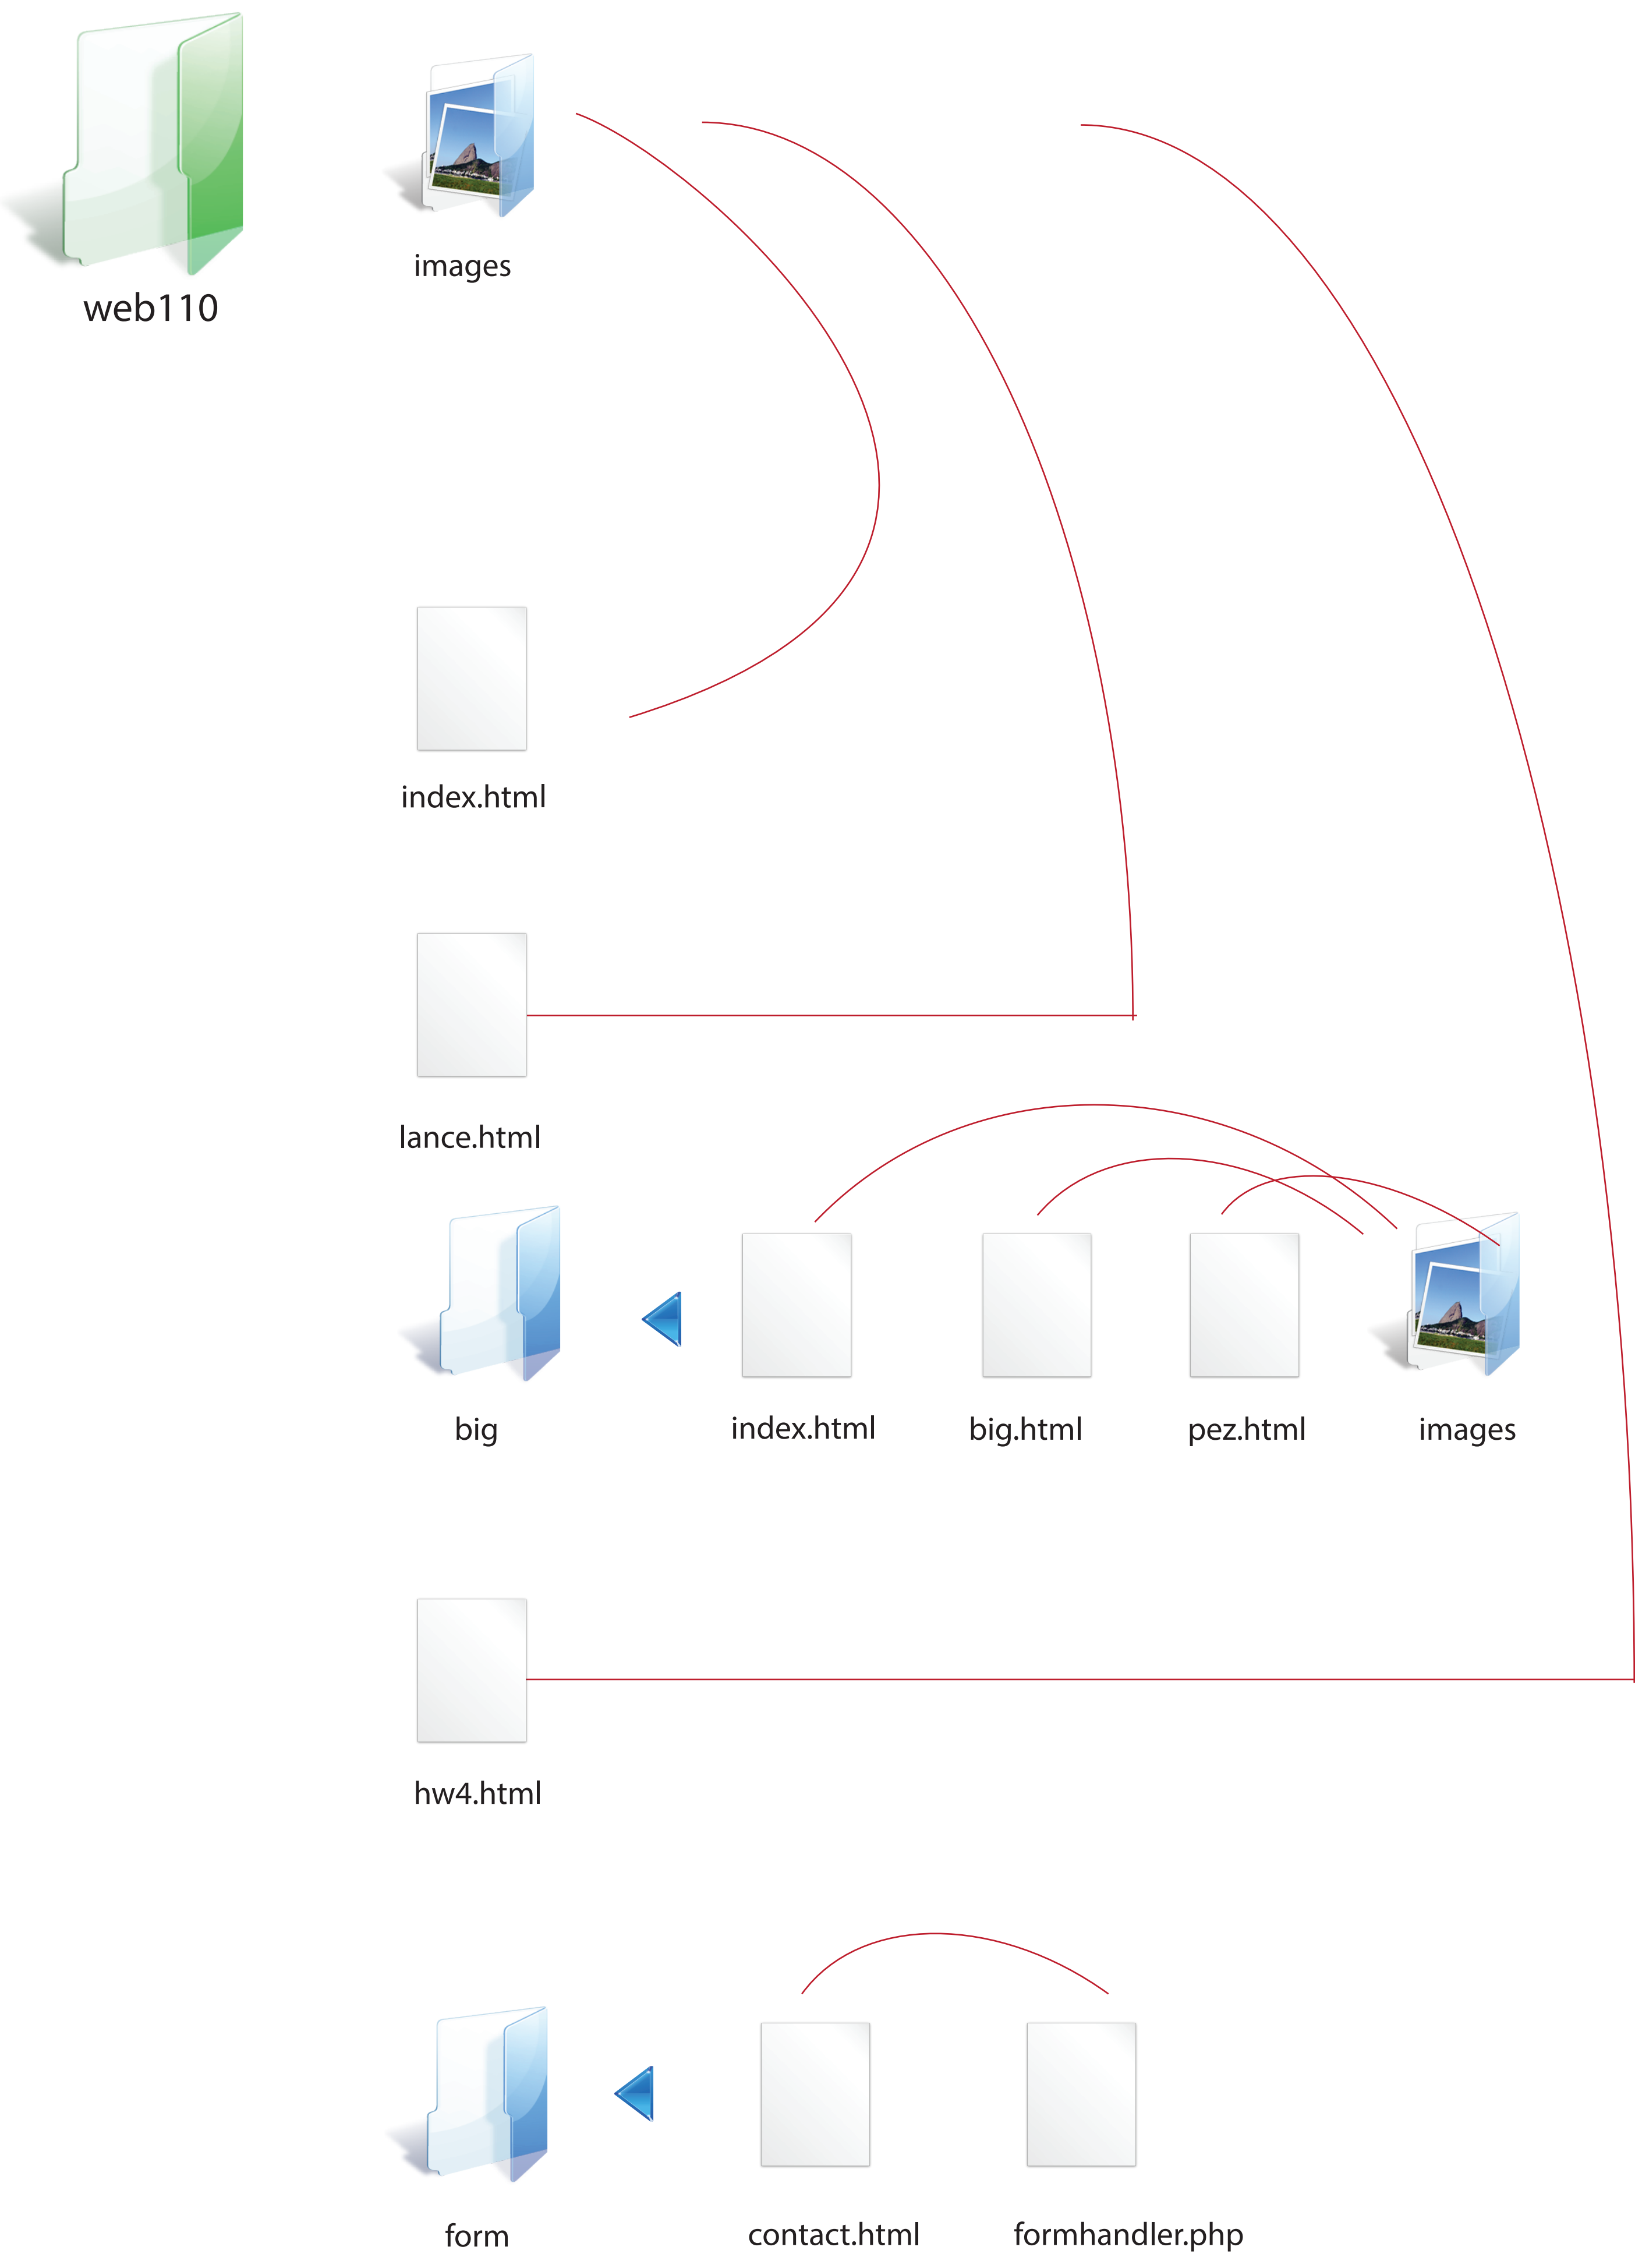 web110
images
index.html
lance.html
big
index.html
big.html
pez.html
images
hw4.html
form
contact.html
formhandler.php